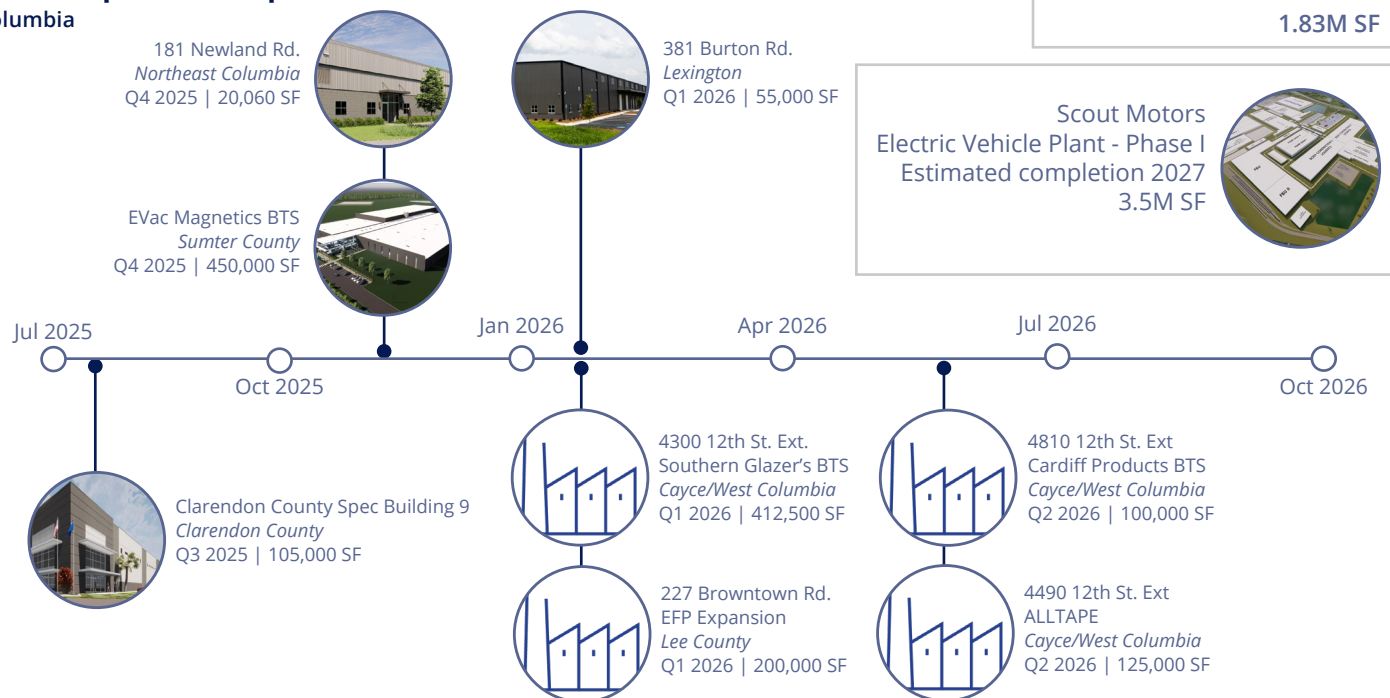 olumbia
1.83M SF
181 Newland Rd.
Northeast Columbia
Q4 2025 | 20,060 SF
381 Burton Rd.
Lexington
Q1 2026 | 55,000 SF
Scout Motors
Electric Vehicle Plant - Phase I
Estimated completion 2027
3.5M SF
EVac Magnetics BTS
Sumter County
Q4 2025 | 450,000 SF
Jul 2025
Oct 2025
Jan 2026
Apr 2026
Jul 2026
Oct 2026
Clarendon County Spec Building 9
Clarendon County
Q3 2025 | 105,000 SF
4300 12th St. Ext.
Southern Glazer’s BTS
Cayce/West Columbia
Q1 2026 | 412,500 SF
4810 12th St. Ext
Cardiff Products BTS
Cayce/West Columbia
Q2 2026 | 100,000 SF
227 Browntown Rd.
EFP Expansion
Lee County
Q1 2026 | 200,000 SF
4490 12th St. Ext
ALLTAPE
Cayce/West Columbia
Q2 2026 | 125,000 SF